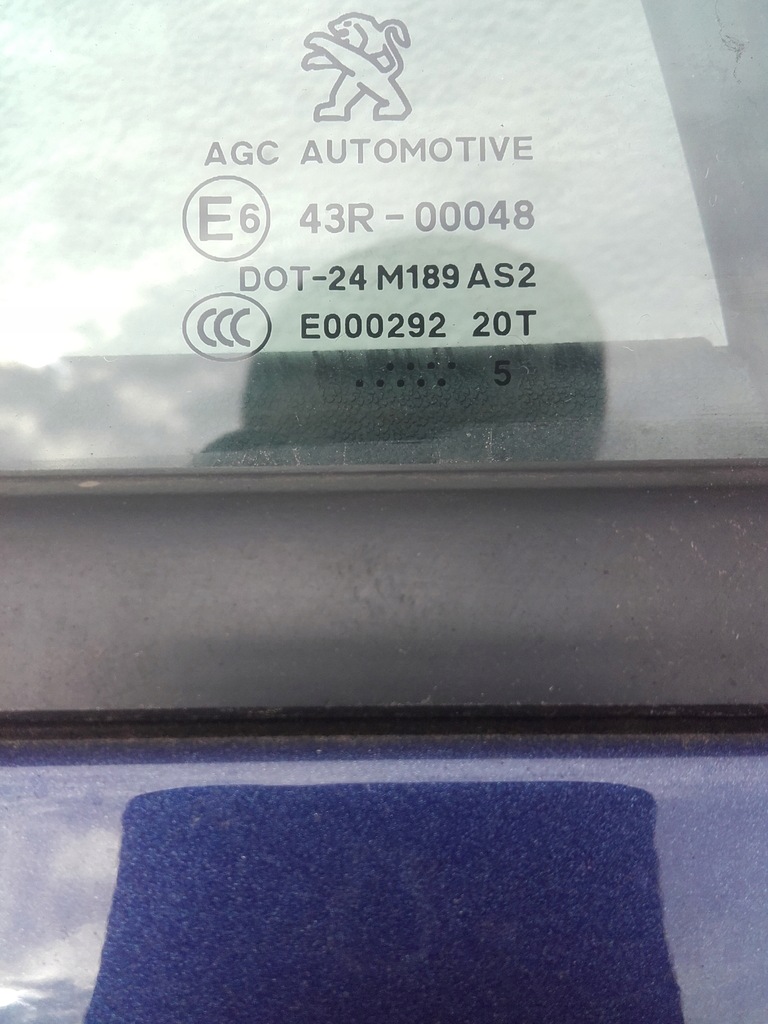 AGC AUTOMOTIVE
E6 43R-00048
DOT-24 M189 AS2
CCC E000292 20T
..:.:.:: 5